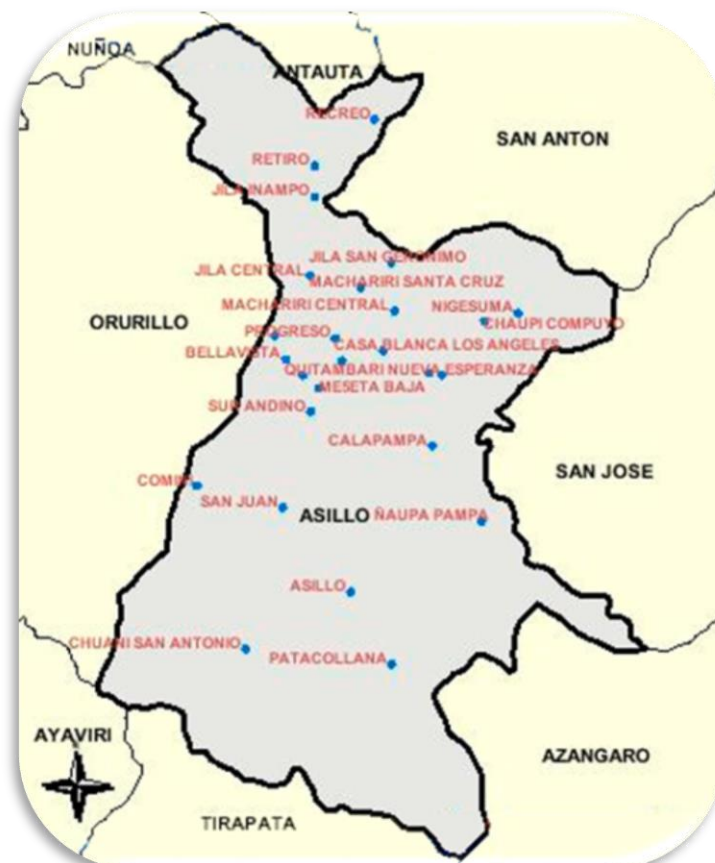 NUÑOA
ANTAUTA
RECREO
SAN ANTON
RETIRO
JILA INAMPO
JILA SAN GERONIMO
JILA CENTRAL
MACHARIRI SANTA CRUZ
MACHARIRI CENTRAL
NIGESUMA
ORURILLO
CHAUPI COMPUYO
PROGRESO
CASA BLANCA LOS ANGELES
BELLAVISTA
QUITAMBARI NUEVA ESPERANZA
MESETA BAJA
SUR ANDINO
CALAPAMPA
SAN JOSE
SAN JUAN
ASILLO
ÑAUPA PAMPA
ASILLO
CHUANI SAN ANTONIO
PATACOLLANA
AYAVIRI
AZANGARO
TIRAPATA